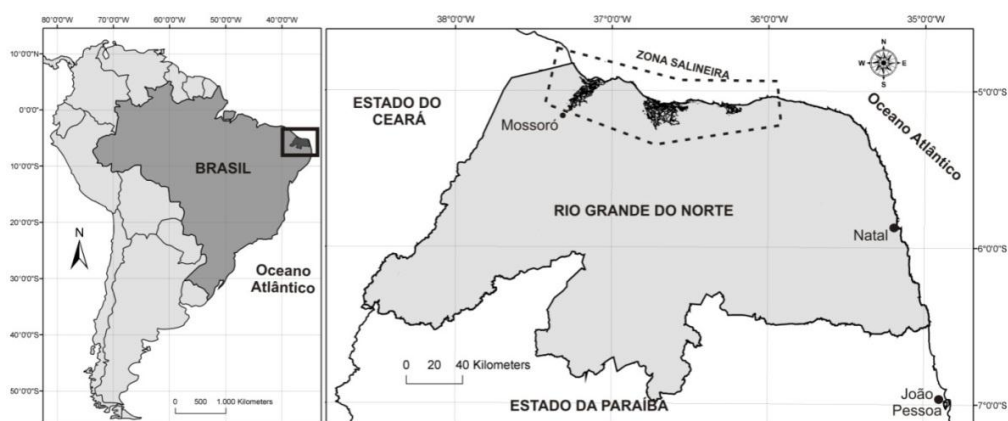 80°0'0"W 70°0'0"W 60°0'0"W 50°0'0"W 40°0'0"W
10°0'0"N
0°0'0"S
10°0'0"S
20°0'0"S
30°0'0"S
40°0'0"S
50°0'0"S
BRASIL
N
Oceano
Atlântico
0 500 1.000 Kilometers
38°0'0"W 37°0'0"W 36°0'0"W 35°0'0"W
ZONA SALINEIRA
N
W E
S
5°0'0"S
6°0'0"S
7°0'0"S
ESTADO DO
CEARÁ
Mossoró
Oceano Atlântico
RIO GRANDE DO NORTE
Natal
0 20 40 Kilometers
ESTADO DA PARAÍBA
João
Pessoa